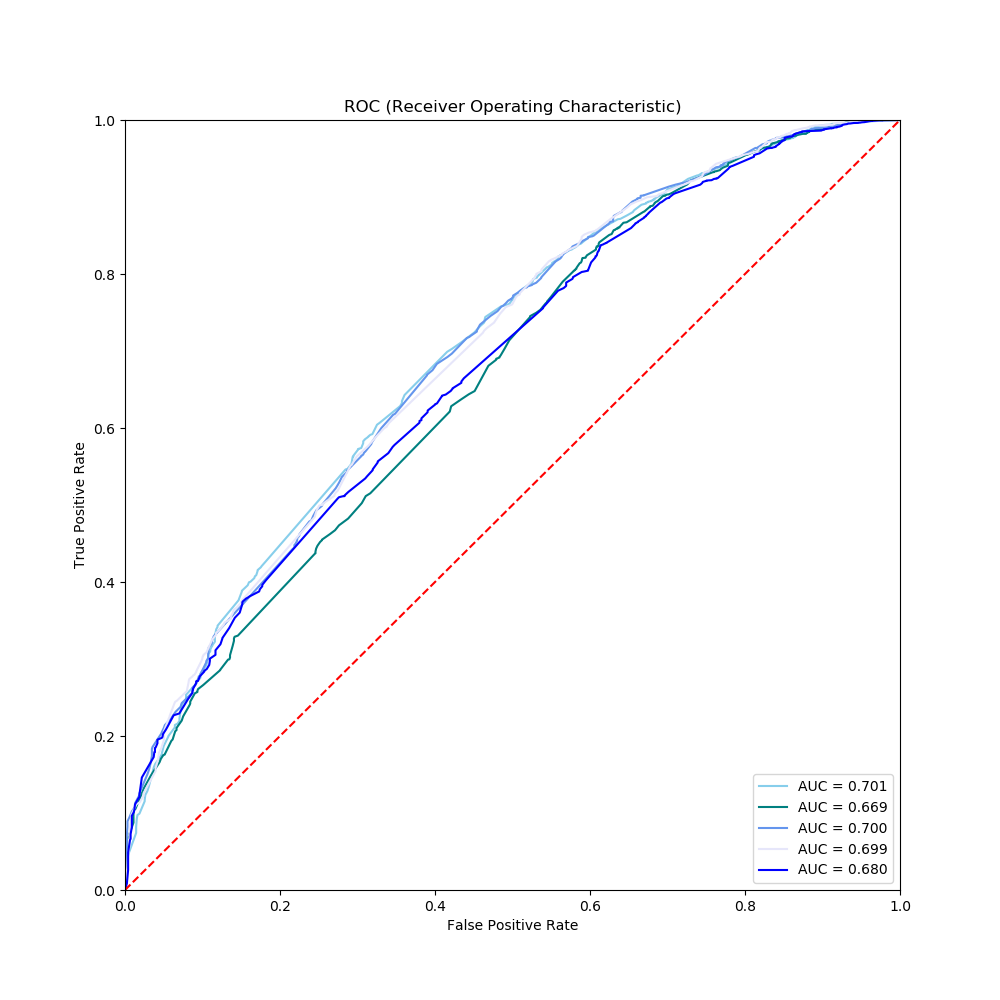 ROC (Receiver Operating Characteristic)
1.0
0.8
0.6
0.4
0.2
0.0
True Positive Rate
AUC = 0.701
AUC = 0.669
AUC = 0.700
AUC = 0.699
AUC = 0.680
0.0 0.2 0.4 0.6 0.8 1.0
False Positive Rate